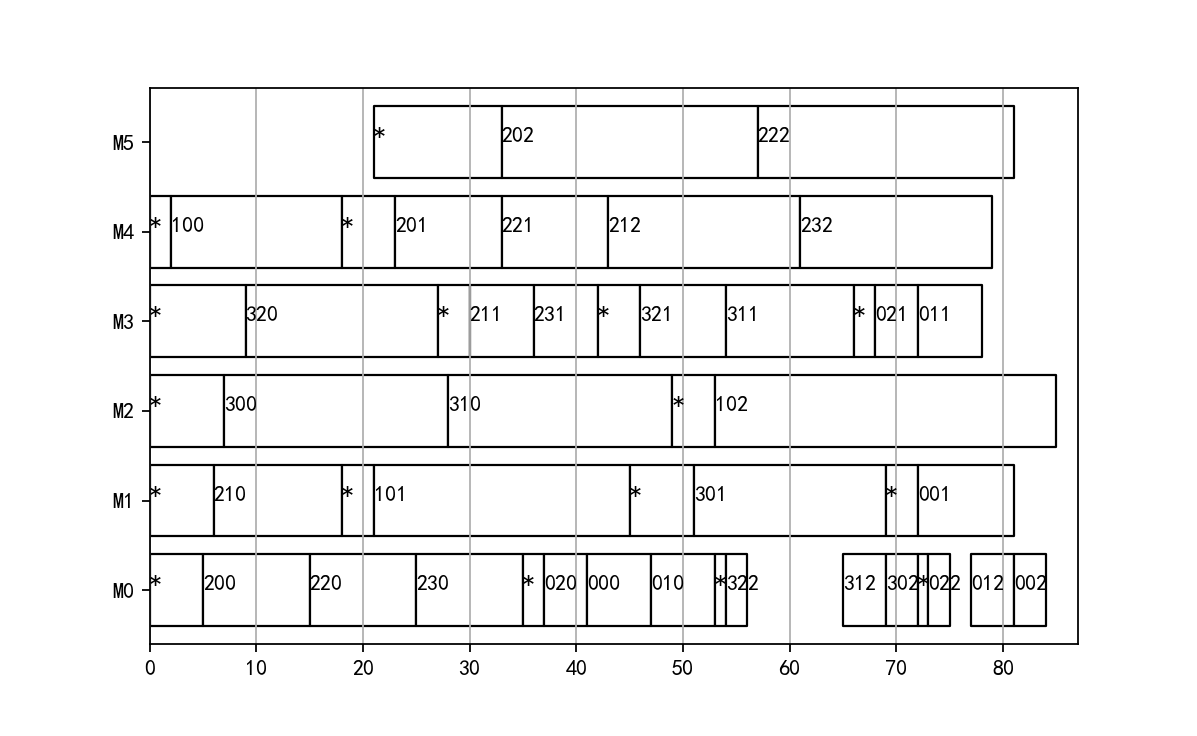 M5 * 202 222
M4 * 100 * 201 221 212 232
M3 * 320 * 211 231 * 321 311 * 021 011
M2 * 300 310 * 102
M1 * 210 * 101 * 301 * 001
M0 * 200 220 230 * 020 000 010 * 322 312 302 * 022 012 002
0 10 20 30 40 50 60 70 80